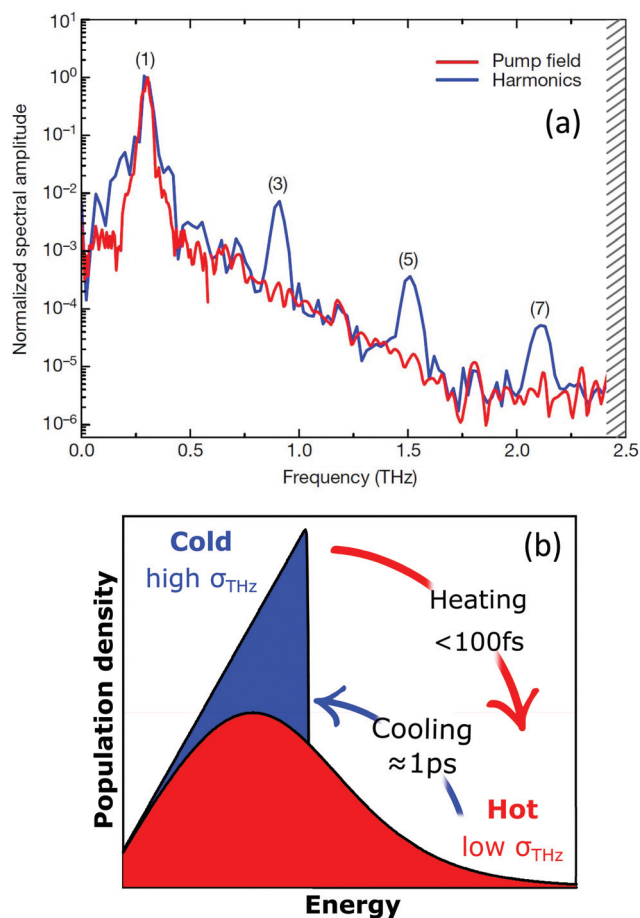 Normalized spectral amplitude
10¹
10⁰
10⁻¹
10⁻²
10⁻³
10⁻⁴
10⁻⁵
10⁻⁶
(1)
(3)
(5)
(7)
Pump field
Harmonics
(a)
0.0
0.5
1.0
1.5
2.0
2.5
Frequency (THz)
Population density
Cold
high σTHz
(b)
Heating
<100fs
Cooling
≈1ps
Hot
low σTHz
Energy